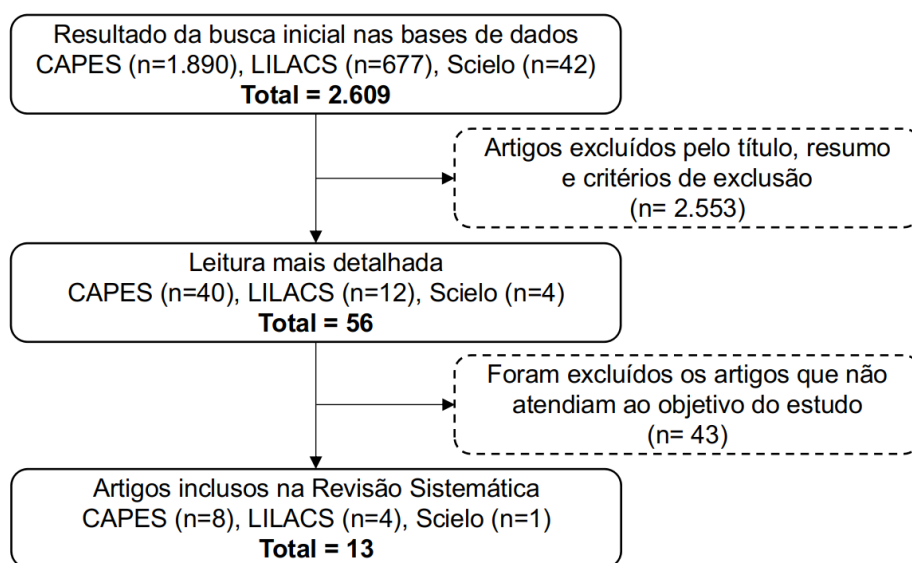 Resultado da busca inicial nas bases de dados
CAPES (n=1.890), LILACS (n=677), Scielo (n=42)
Total = 2.609
Artigos excluídos pelo título, resumo
e critérios de exclusão
(n= 2.553)
Leitura mais detalhada
CAPES (n=40), LILACS (n=12), Scielo (n=4)
Total = 56
Foram excluídos os artigos que não
atendiam ao objetivo do estudo
(n= 43)
Artigos inclusos na Revisão Sistemática
CAPES (n=8), LILACS (n=4), Scielo (n=1)
Total = 13